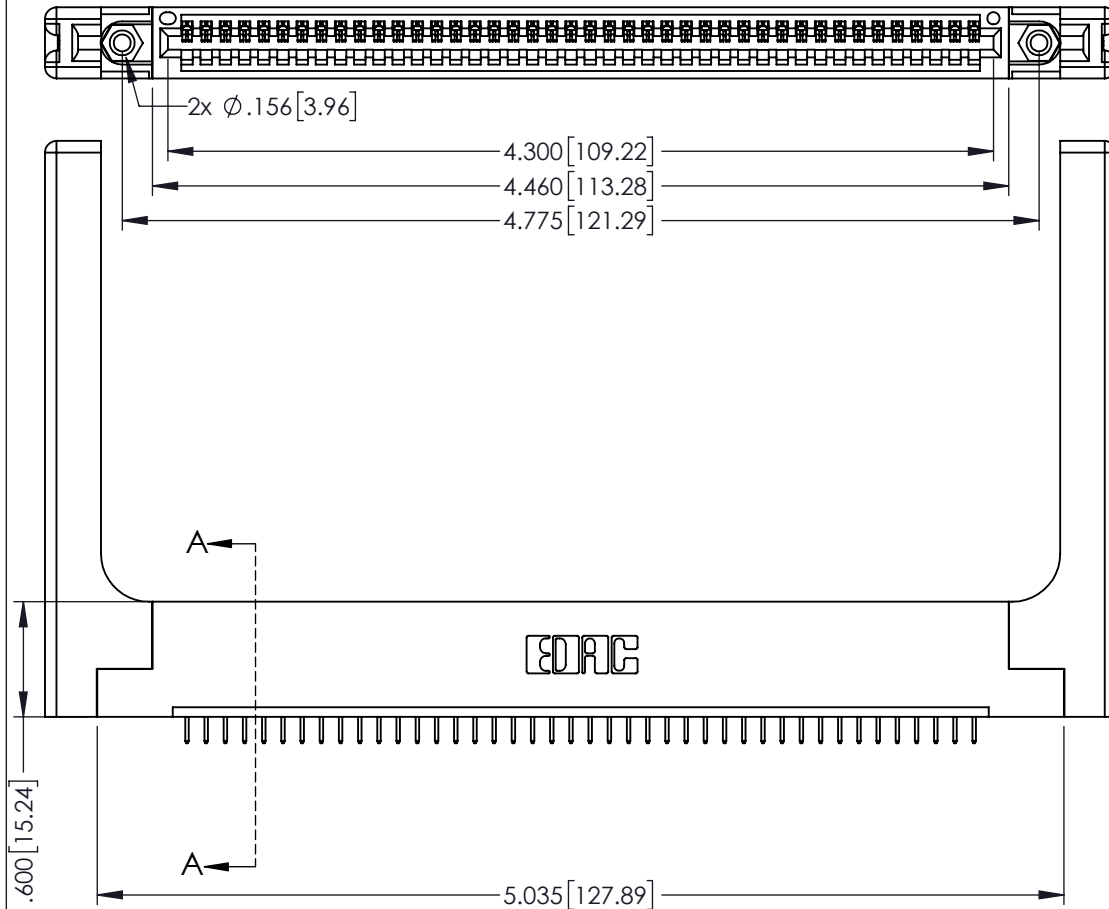 2x ∅.156[3.96]
4.300[109.22]
4.460[113.28]
4.775[121.29]
A
EDAC
A
.600[15.24]
5.035[127.89]